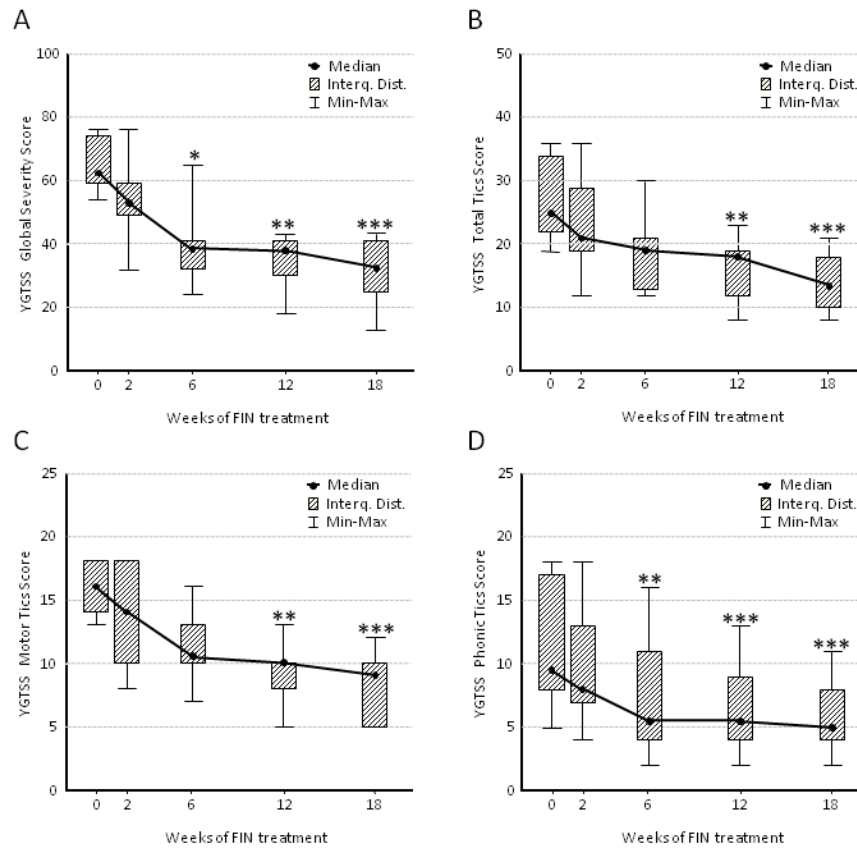 A
YGTSS Global Severity Score
100
80
60
40
20
0
Median
Interq. Dist.
Min-Max
*
**
***
0 2 6 12 18
Weeks of FIN treatment
B
YGTSS Total Tics Score
50
40
30
20
10
0
Median
Interq. Dist.
Min-Max
**
***
0 2 6 12 18
Weeks of FIN treatment
C
YGTSS Motor Tics Score
25
20
15
10
5
0
Median
Interq. Dist.
Min-Max
**
***
0 2 6 12 18
Weeks of FIN treatment
D
YGTSS Phonic Tics Score
25
20
15
10
5
0
Median
Interq. Dist.
Min-Max
**
***
***
0 2 6 12 18
Weeks of FIN treatment